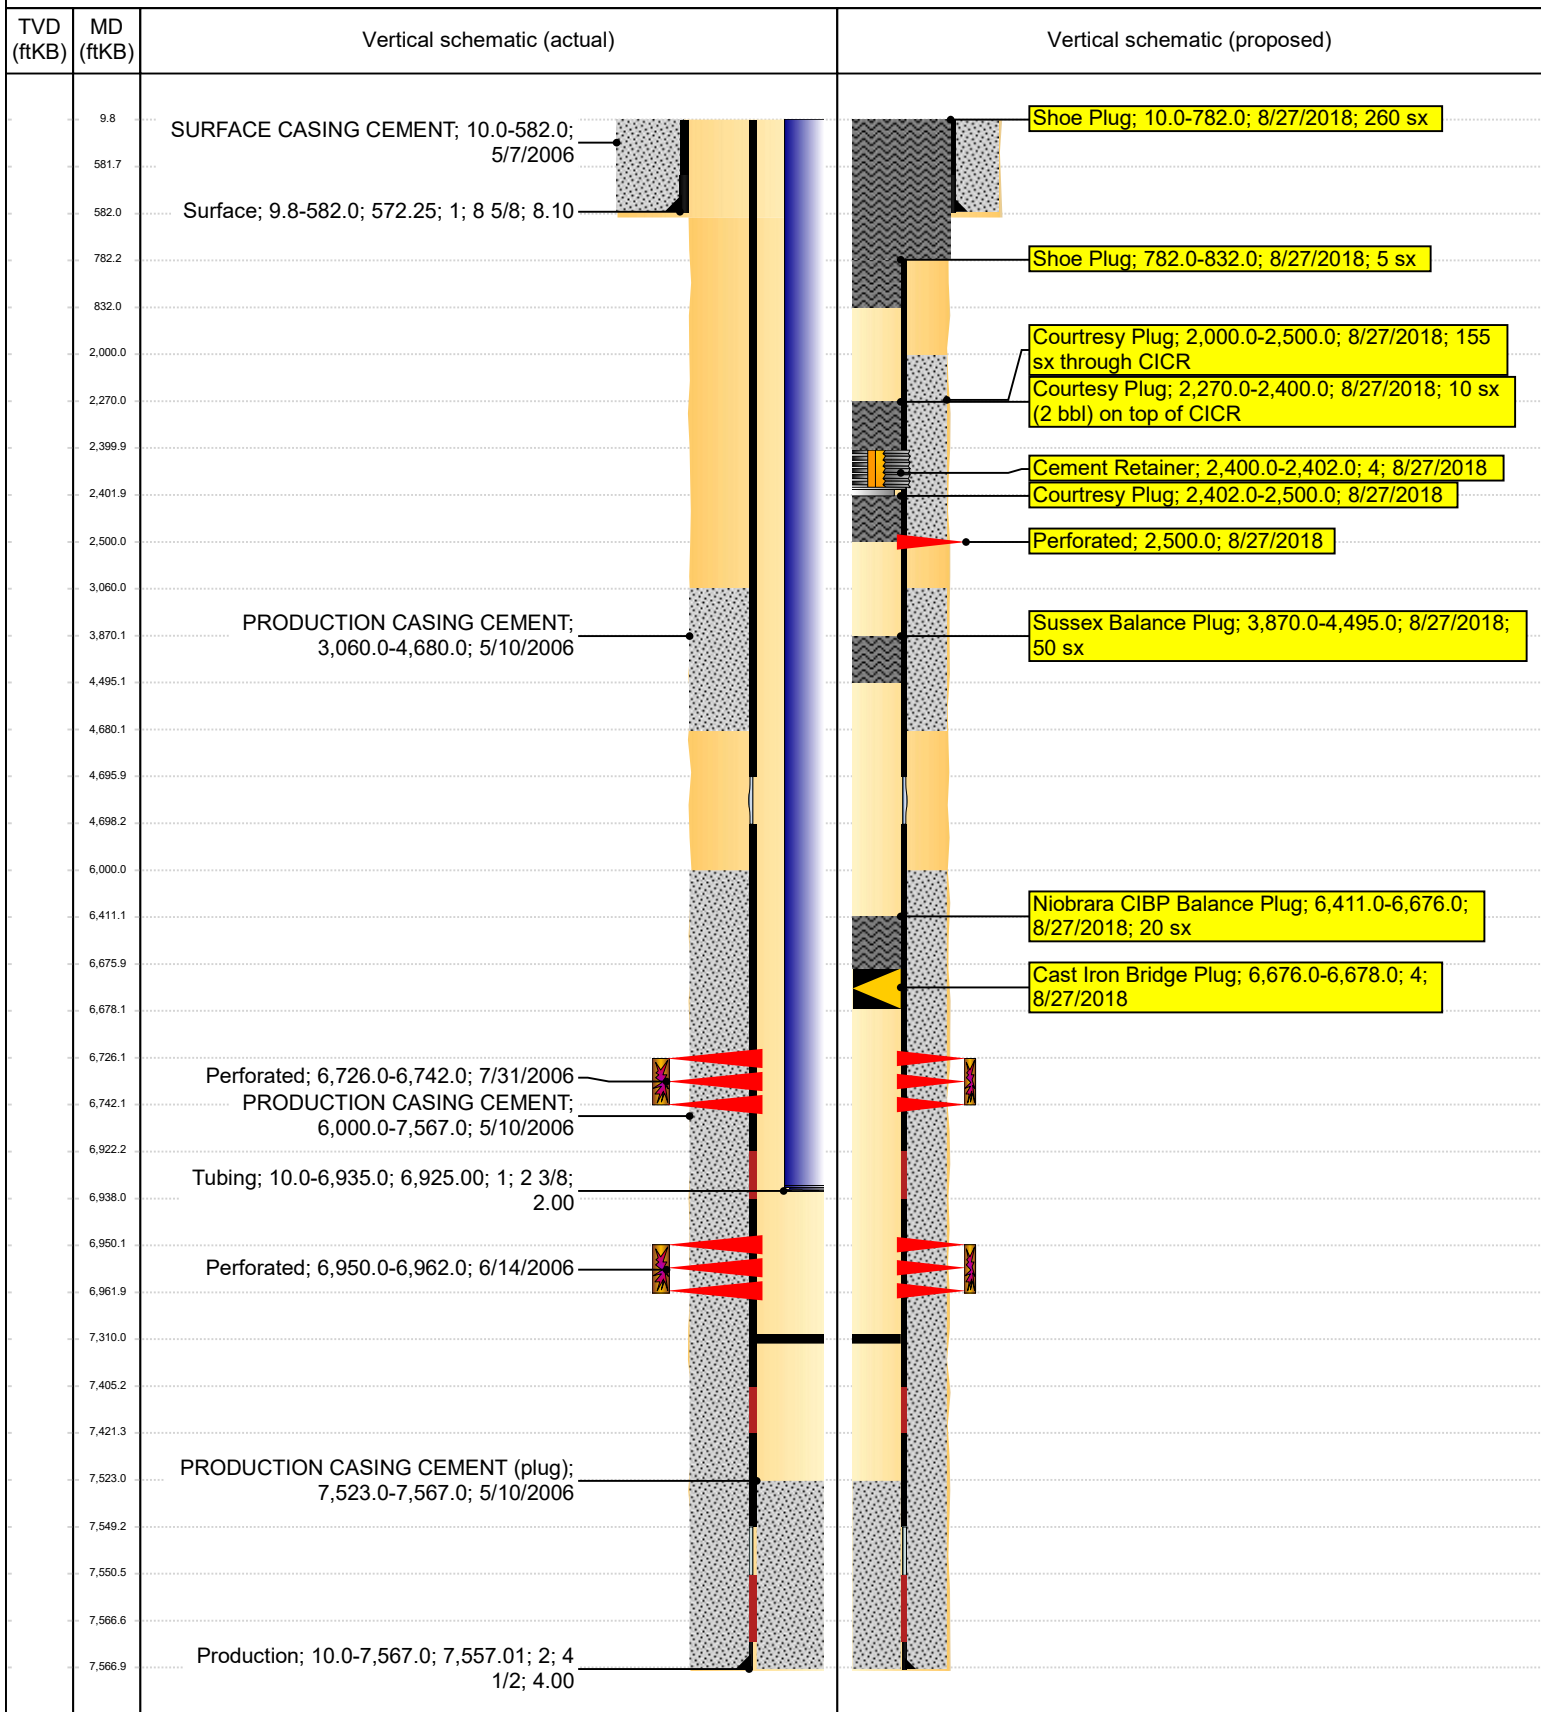 TVD
(ftKB)
MD
(ftKB)
Vertical schematic (actual)
Vertical schematic (proposed)
9.8
581.7
582.0
782.2
832.0
2,000.0
2,270.0
2,399.9
2,401.9
2,500.0
3,060.0
3,870.1
4,495.1
4,680.1
4,695.9
4,698.2
6,000.0
6,411.1
6,675.9
6,678.1
6,726.1
6,742.1
6,922.2
6,938.0
6,950.1
6,961.9
7,310.0
7,405.2
7,421.3
7,523.0
7,549.2
7,550.5
7,566.6
7,566.9
SURFACE CASING CEMENT; 10.0-582.0;
5/7/2006
Surface; 9.8-582.0; 572.25; 1; 8 5/8; 8.10
PRODUCTION CASING CEMENT;
3,060.0-4,680.0; 5/10/2006
Perforated; 6,726.0-6,742.0; 7/31/2006
PRODUCTION CASING CEMENT;
6,000.0-7,567.0; 5/10/2006
Tubing; 10.0-6,935.0; 6,925.00; 1; 2 3/8;
2.00
Perforated; 6,950.0-6,962.0; 6/14/2006
PRODUCTION CASING CEMENT (plug);
7,523.0-7,567.0; 5/10/2006
Production; 10.0-7,567.0; 7,557.01; 2; 4
1/2; 4.00
Shoe Plug; 10.0-782.0; 8/27/2018; 260 sx
Shoe Plug; 782.0-832.0; 8/27/2018; 5 sx
Courtresy Plug; 2,000.0-2,500.0; 8/27/2018; 155
sx through CICR
Courtesy Plug; 2,270.0-2,400.0; 8/27/2018; 10 sx
(2 bbl) on top of CICR
Cement Retainer; 2,400.0-2,402.0; 4; 8/27/2018
Courtresy Plug; 2,402.0-2,500.0; 8/27/2018
Perforated; 2,500.0; 8/27/2018
Sussex Balance Plug; 3,870.0-4,495.0; 8/27/2018;
50 sx
Niobrara CIBP Balance Plug; 6,411.0-6,676.0;
8/27/2018; 20 sx
Cast Iron Bridge Plug; 6,676.0-6,678.0; 4;
8/27/2018